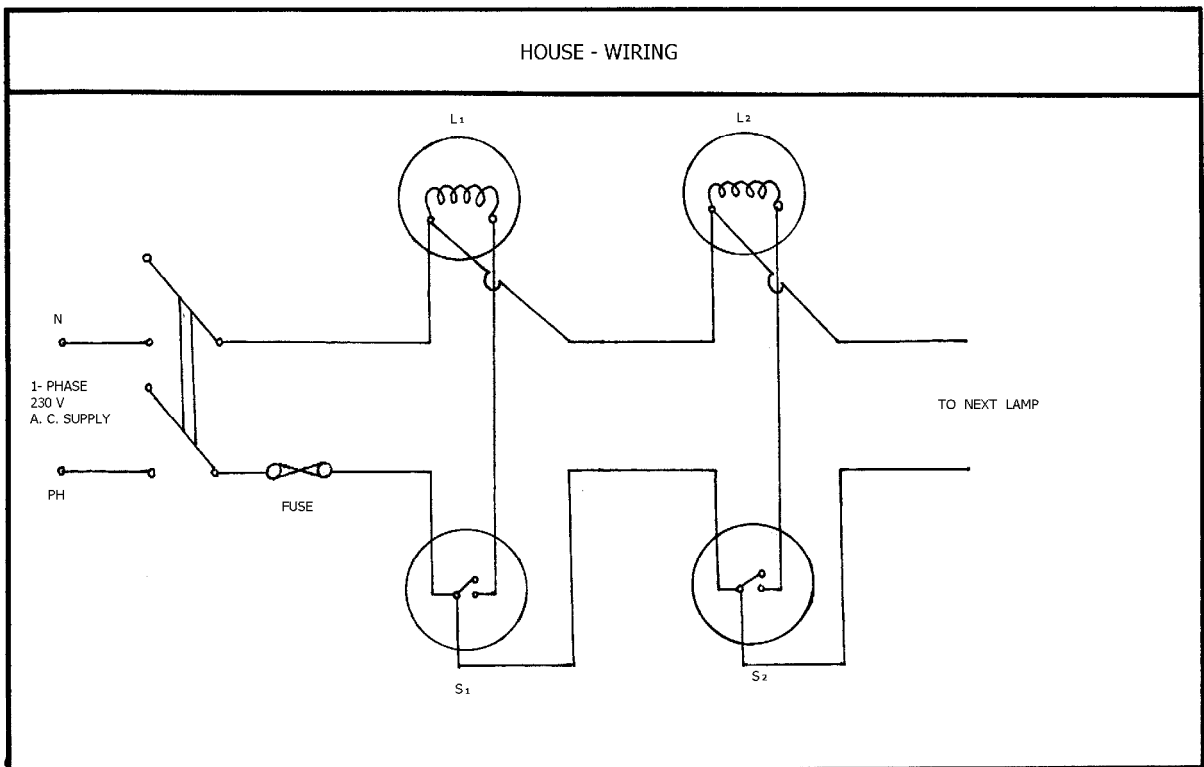 HOUSE - WIRING
L1
L2
N
1- PHASE
230 V
A. C. SUPPLY
TO NEXT LAMP
PH
FUSE
S1
S2